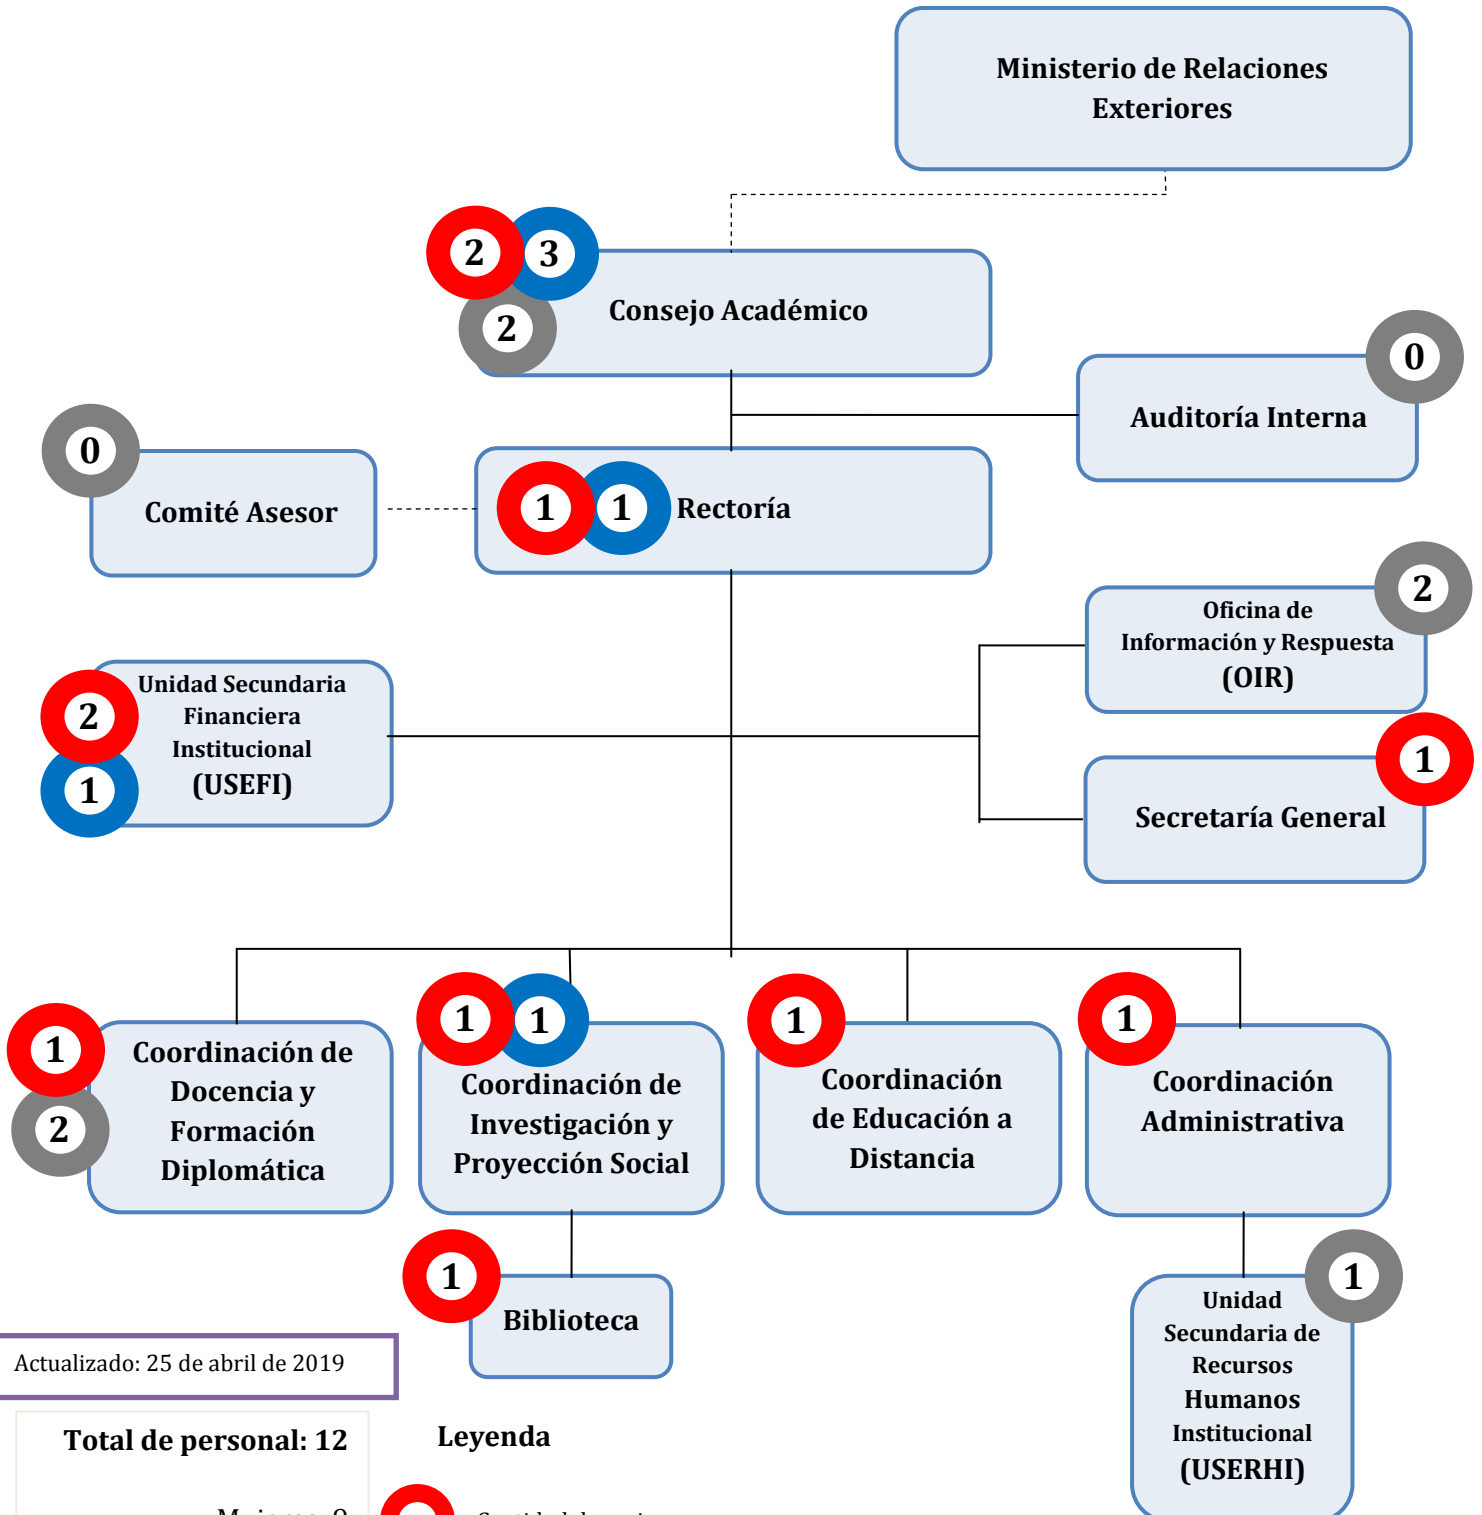 Ministerio de Relaciones
Exteriores
2
3
2
Consejo Académico
0
Auditoría Interna
0
Comité Asesor
1
1
Rectoría
2
Oficina de
Información y Respuesta
(OIR)
2
1
Unidad Secundaria
Financiera
Institucional
(USEFI)
1
Secretaría General
1
2
Coordinación de
Docencia y
Formación
Diplomática
1
1
Coordinación de
Investigación y
Proyección Social
1
Coordinación
de Educación a
Distancia
1
Coordinación
Administrativa
1
Biblioteca
1
Unidad
Secundaria de
Recursos
Humanos
Institucional
(USERHI)
Actualizado: 25 de abril de 2019
Total de personal: 12
Leyenda